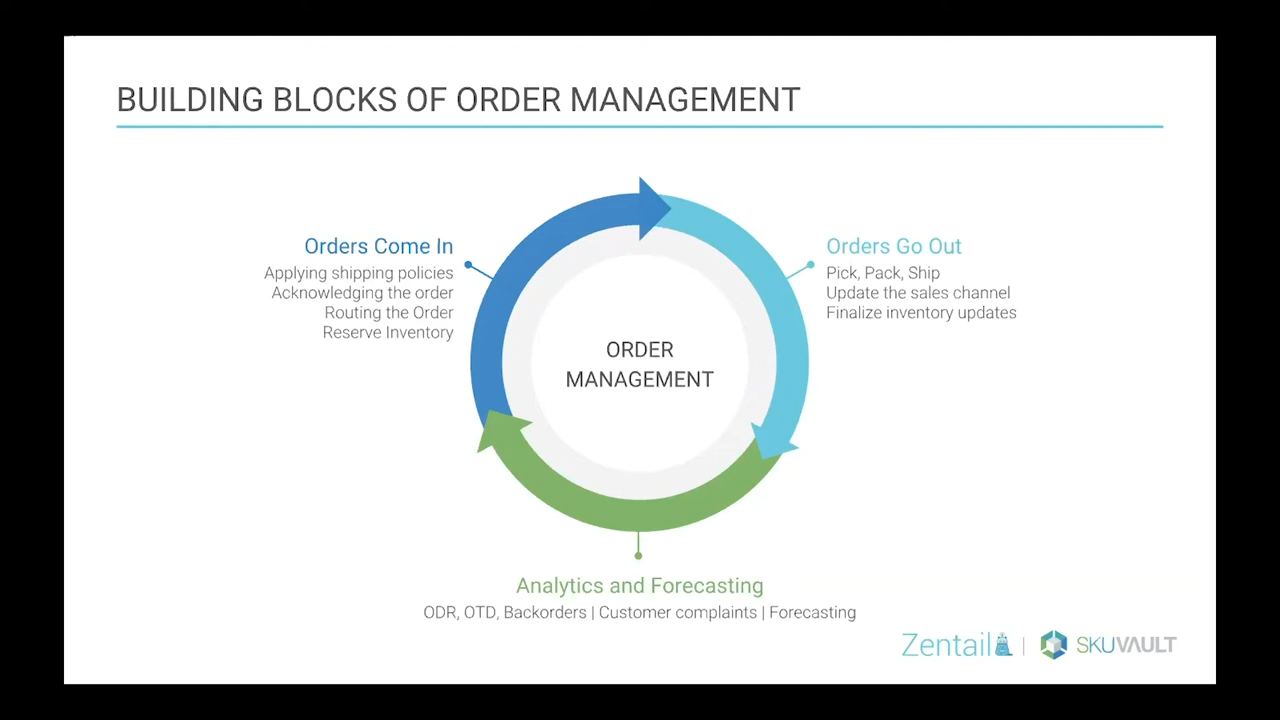 BUILDING BLOCKS OF ORDER MANAGEMENT
Orders Come In
Applying shipping policies
Acknowledging the order
Routing the Order
Reserve Inventory
Orders Go Out
Pick, Pack, Ship
Update the sales channel
Finalize inventory updates
ORDER
MANAGEMENT
Analytics and Forecasting
ODR, OTD, Backorders | Customer complaints | Forecasting
Zentail | SKUVAULT